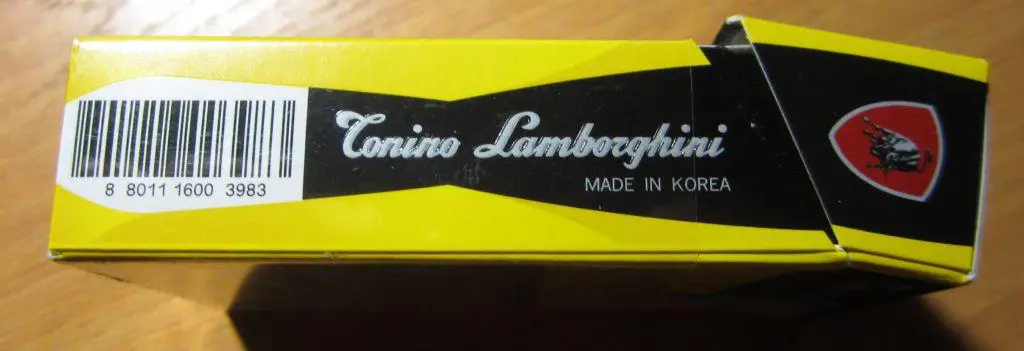 Tonino Lamborghini
MADE IN KOREA
8 8011 1600 3983